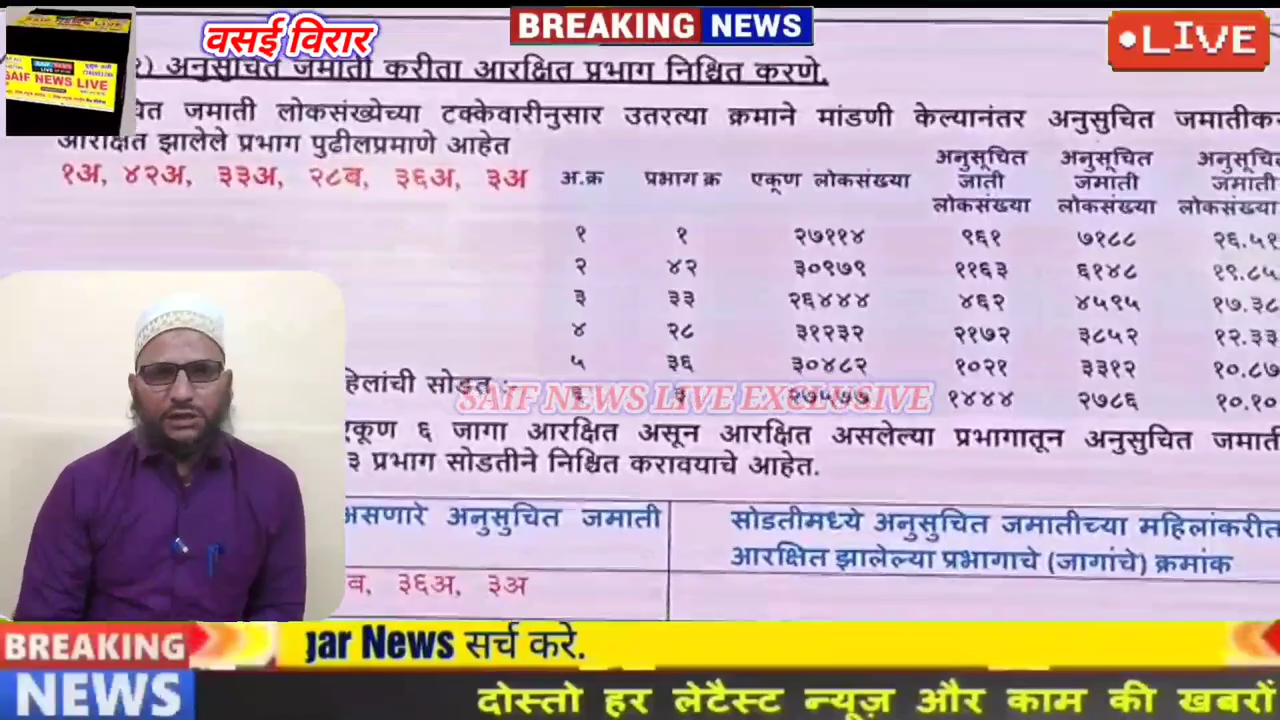 वसई विरार
BREAKING NEWS
LIVE
SAIF NEWS LIVE
२) अनुसुचित जमाती करीता आरक्षित प्रभाग निश्चित करणे.
जमाती लोकसंख्येच्या टक्केवारीनुसार उतरत्या क्रमाने मांडणी केल्यानंतर अनुसुचित
आरक्षित झालेले प्रभाग पुढीलप्रमाणे आहेत
१अ, ४२अ, ३३अ, २८ब, ३६अ, ३अ
अ.क्र प्रभाग क्र एकूण लोकसंख्या अनुसूचित जाती लोकसंख्या अनुसूचित जमाती लोकसंख्या अनुसूचित जमाती लोकसंख्या
१ १ २७११४ ९६१ ७१८८ २६.५१
२ ४२ ३०९७९ ११६३ ६१४८ १९.८५
३ ३३ २६४४४ ४६२ ४५९५ १७.३८
४ २८ ३१२३२ २१७२ ३८५२ १२.३३
५ ३६ ३०४८२ १०२१ ३३१२ १०.८७
६ ३ २७५७७ १४४४ २७८६ १०.१०
हिलांची सोडत :-
SAIF NEWS LIVE EXCLUSIVE
एकूण ६ जागा आरक्षित असून आरक्षित असलेल्या प्रभागातून अनुसुचित जमाती
३ प्रभाग सोडतीने निश्चित करावयाचे आहेत.
असणारे अनुसुचित जमाती
सोडतीमध्ये अनुसुचित जमातीच्या महिलांकरीत
आरक्षित झालेल्या प्रभागाचे (जागांचे) क्रमांक
ब, ३६अ, ३अ
BREAKING NEWS
gar News सर्च करे.
दोस्तो हर लेटैस्ट न्यूज़ और काम की खबरों